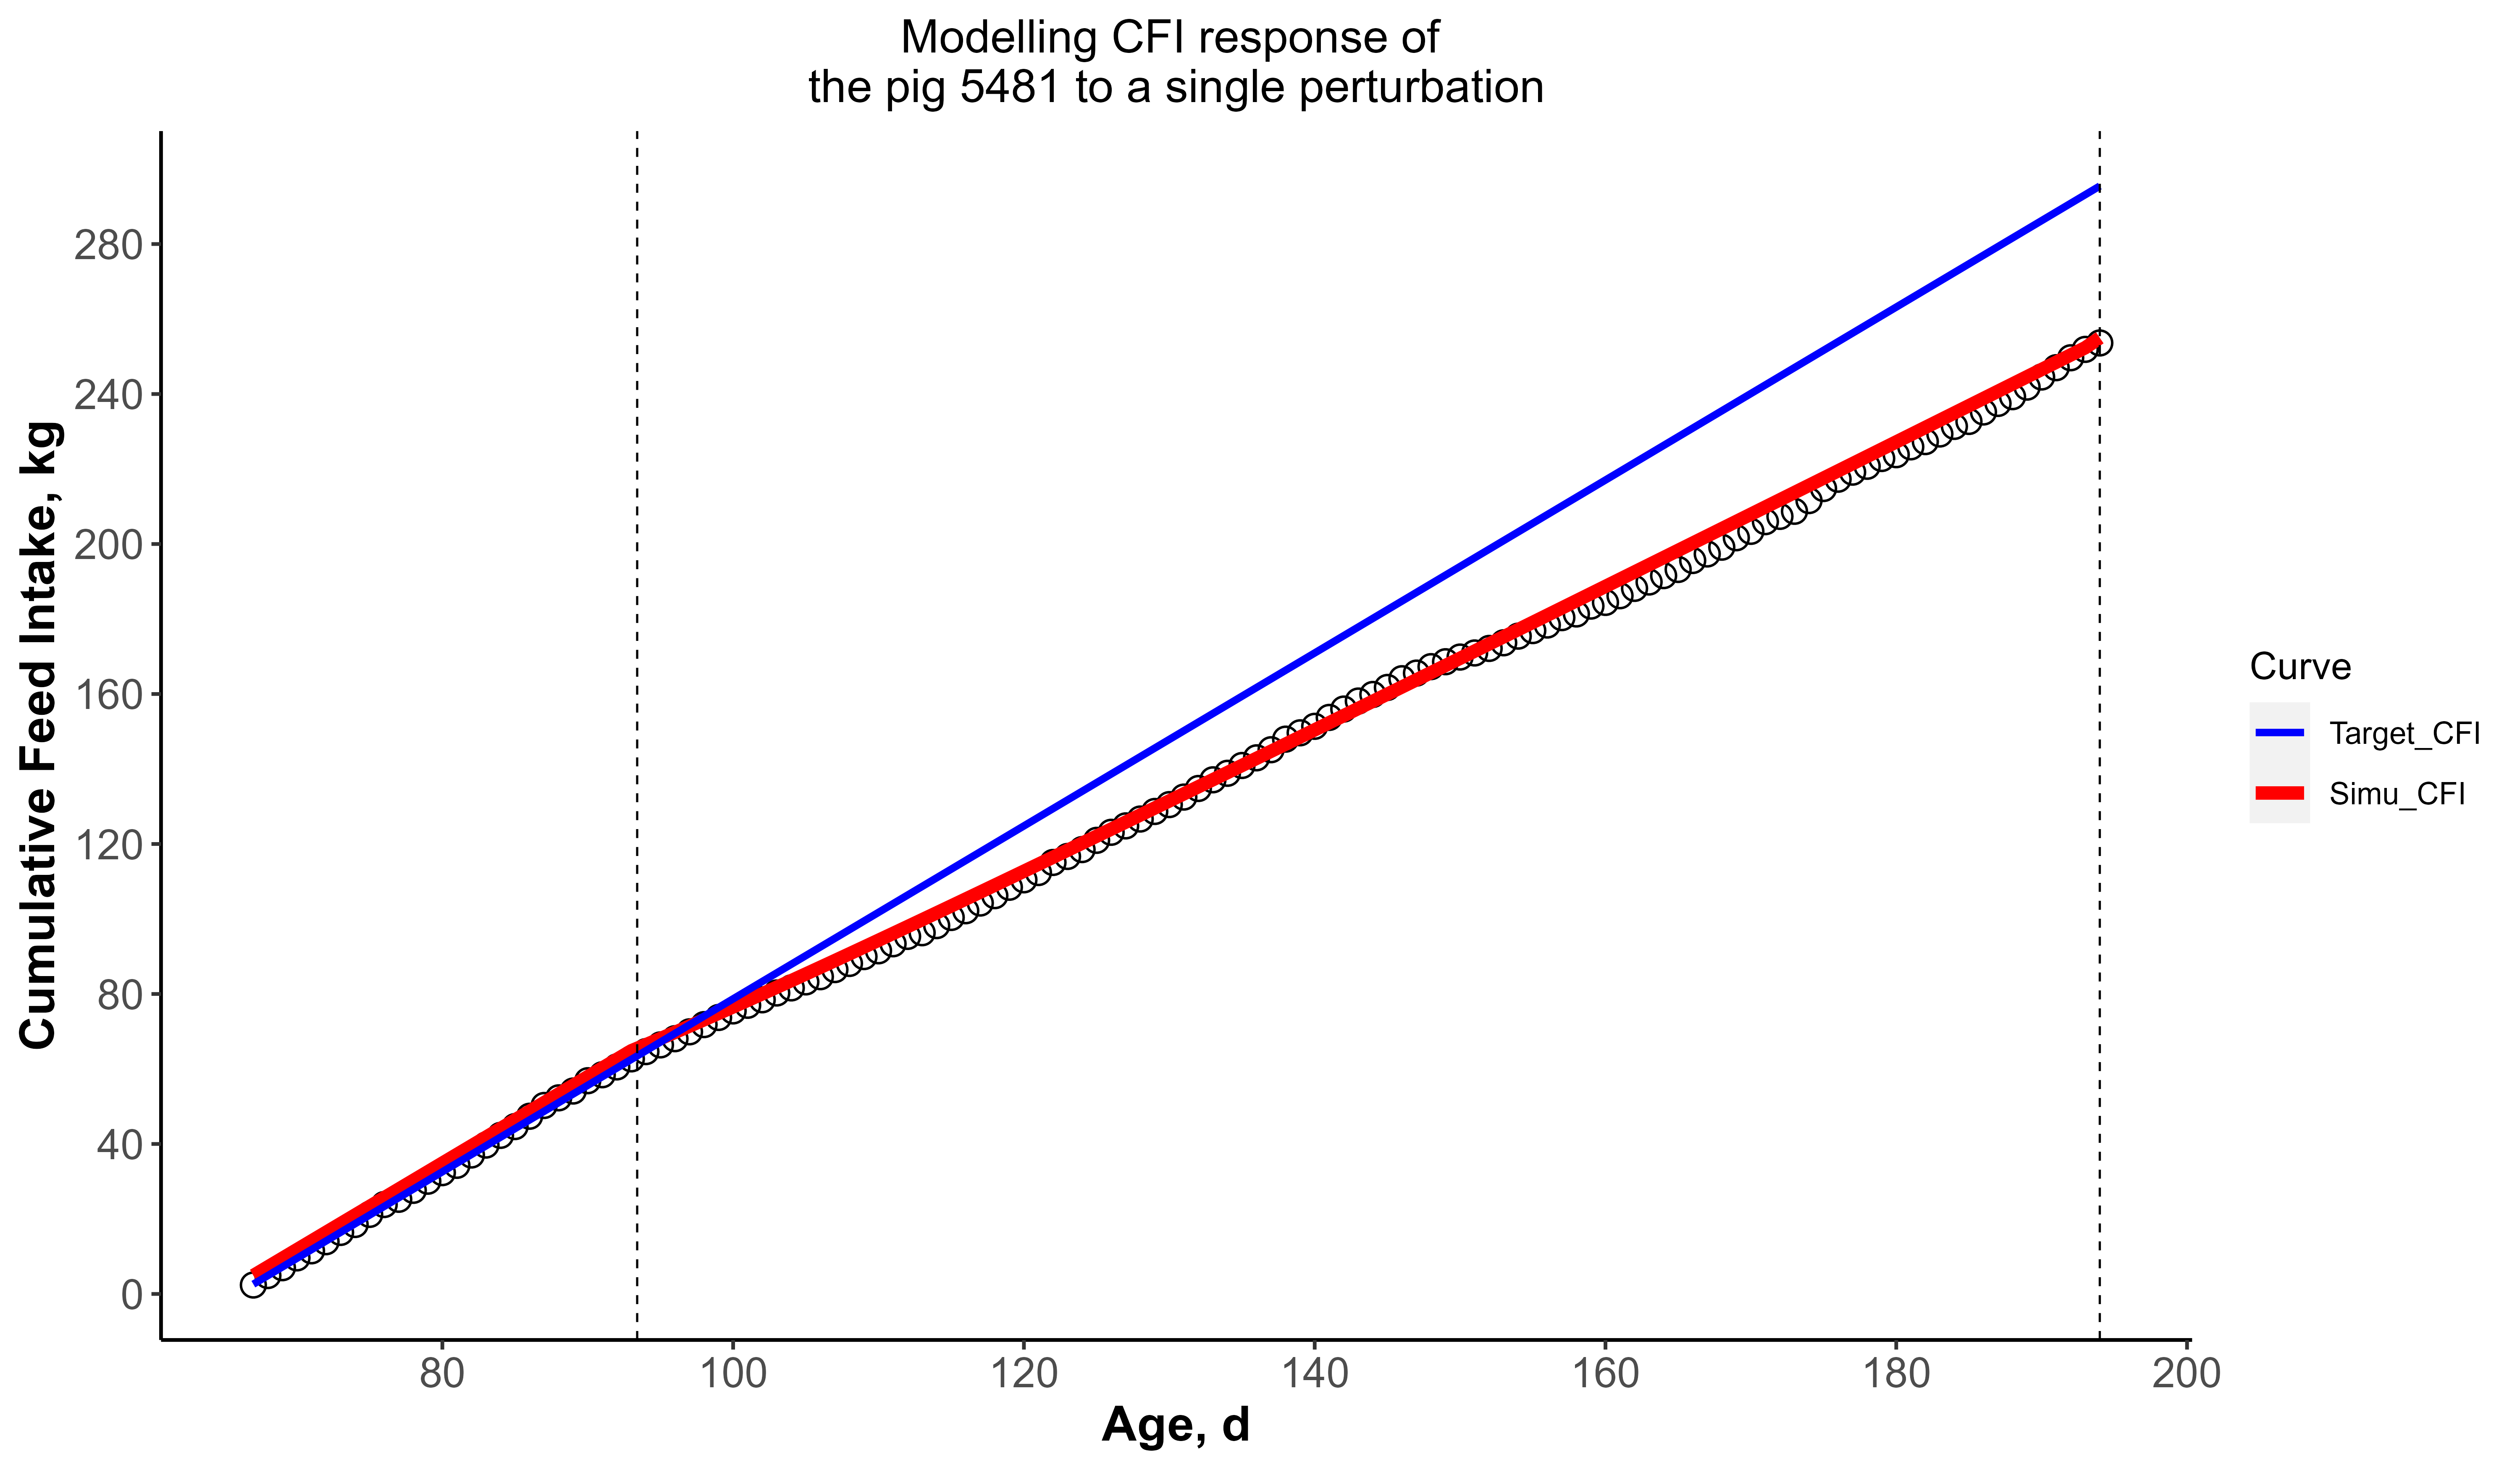 Modelling CFI response of
the pig 5481 to a single perturbation
Cumulative Feed Intake, kg
280
240
200
160
120
80
40
0
80 100 120 140 160 180 200
Age, d
Curve
Target_CFI
Simu_CFI